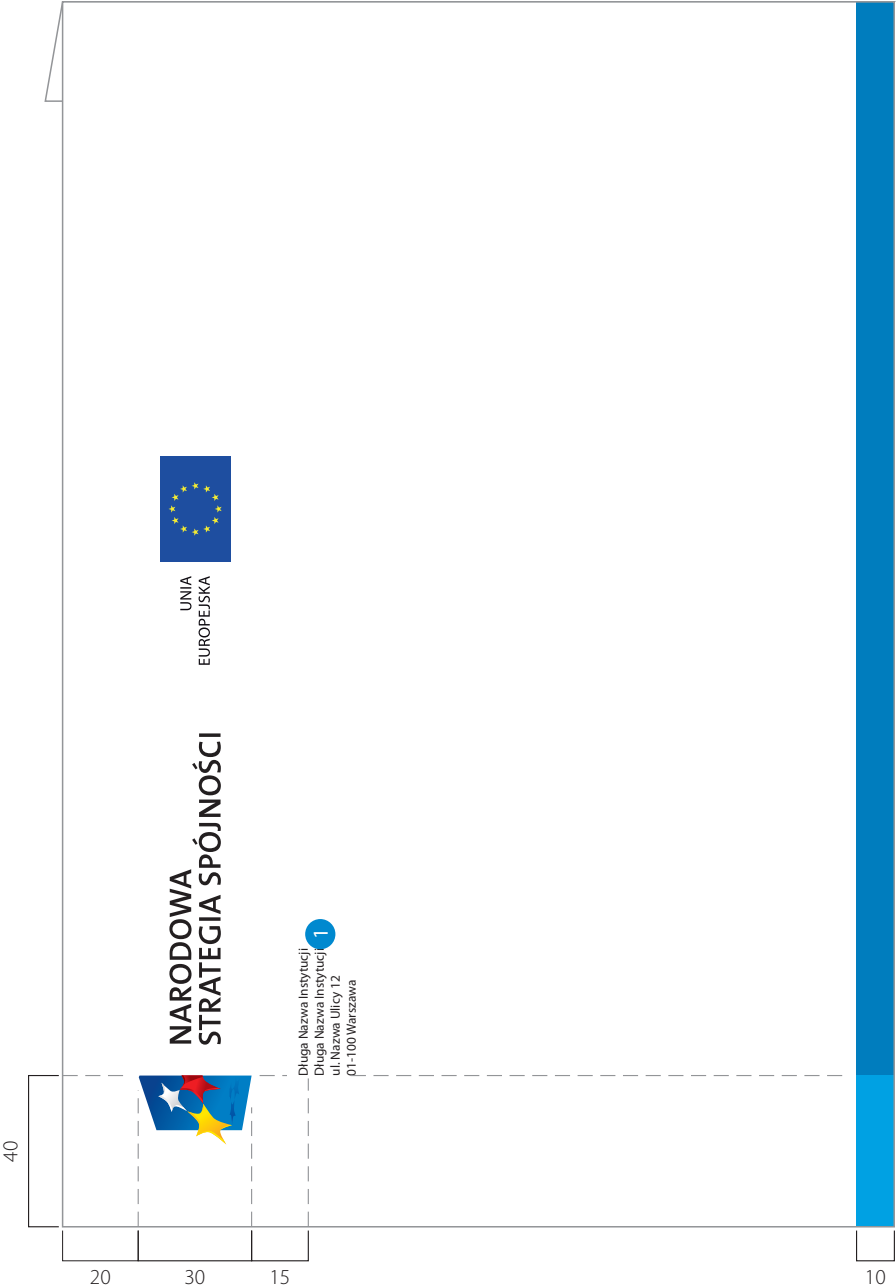 NARODOWA
STRATEGIA SPÓJNOŚCI
UNIA
EUROPEJSKA
Długa Nazwa Instytucji
Długa Nazwa Instytucji
ul. Nazwa Ulicy 12
01-100 Warszawa
1
40
20
30
15
10